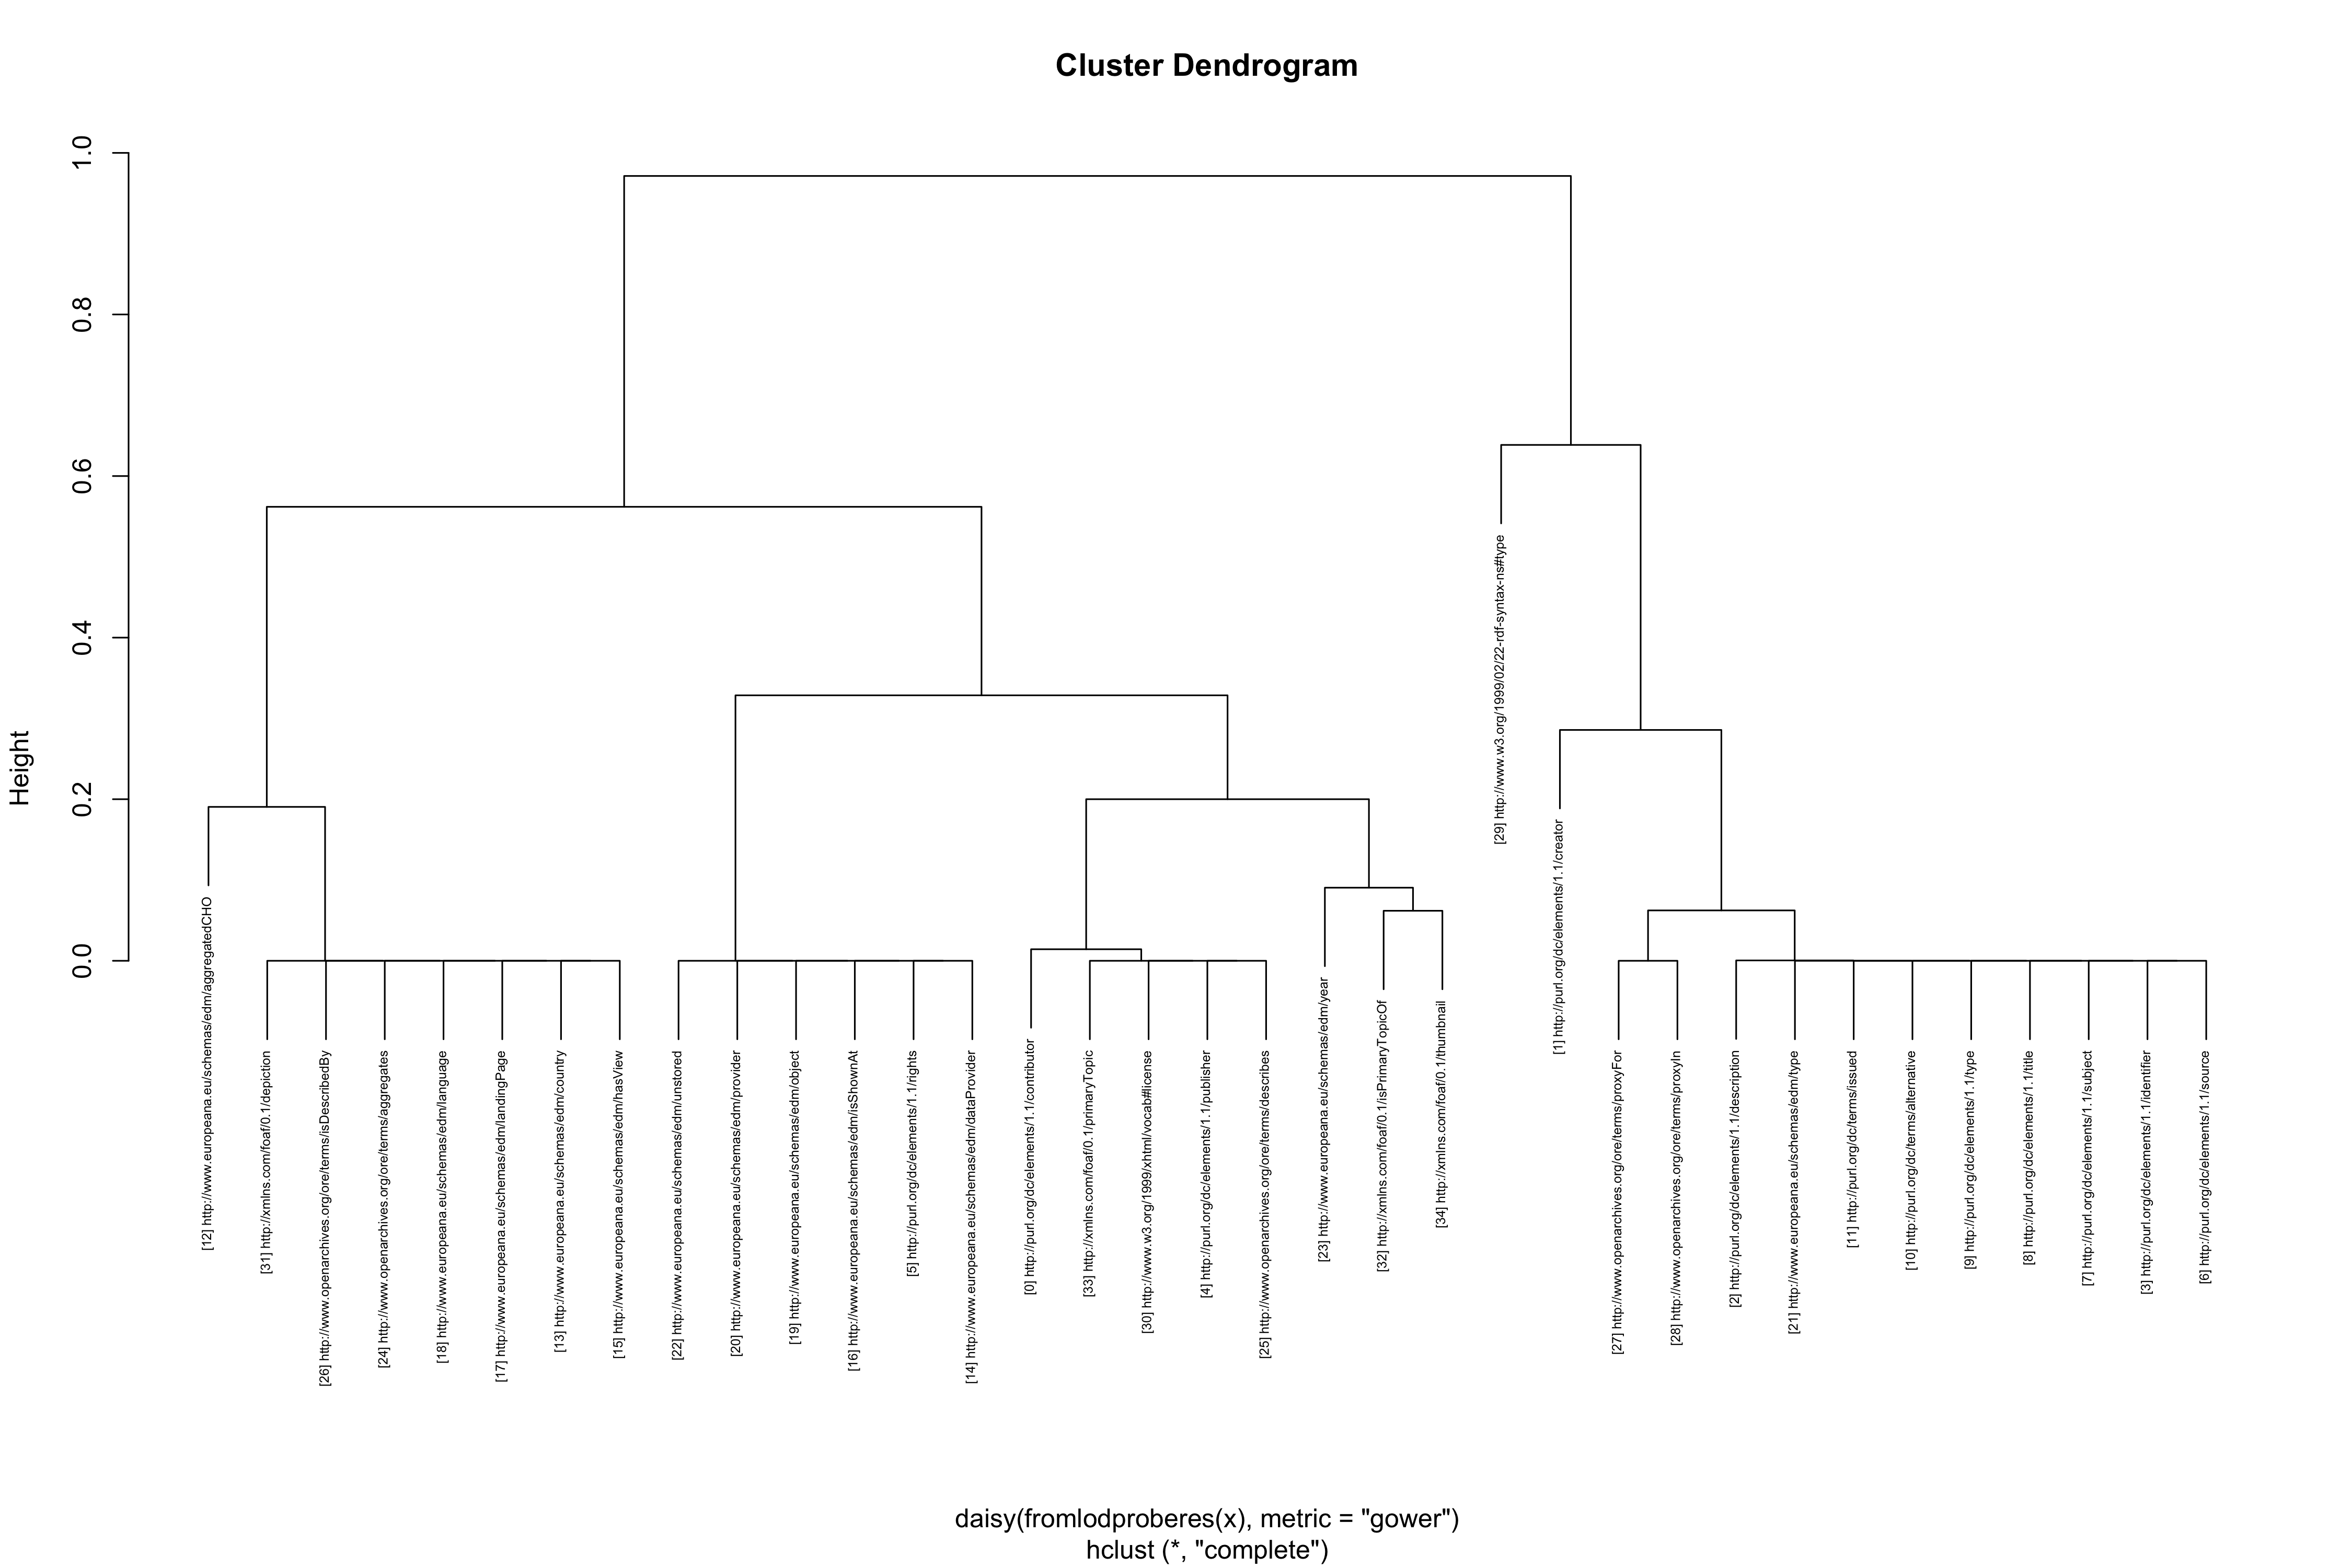 Cluster Dendrogram
Height
1.0
0.8
0.6
0.4
0.2
0.0
[12] http://www.europeana.eu/schemas/edm/aggregatedCHO
[31] http://xmlns.com/foaf/0.1/depiction
[26] http://www.openarchives.org/ore/terms/isDescribedBy
[24] http://www.openarchives.org/ore/terms/aggregates
[18] http://www.europeana.eu/schemas/edm/language
[17] http://www.europeana.eu/schemas/edm/landingPage
[13] http://www.europeana.eu/schemas/edm/country
[15] http://www.europeana.eu/schemas/edm/hasView
[22] http://www.europeana.eu/schemas/edm/unstored
[20] http://www.europeana.eu/schemas/edm/provider
[19] http://www.europeana.eu/schemas/edm/object
[16] http://www.europeana.eu/schemas/edm/isShownAt
[5] http://purl.org/dc/elements/1.1/rights
[14] http://www.europeana.eu/schemas/edm/dataProvider
[0] http://purl.org/dc/elements/1.1/contributor
[33] http://xmlns.com/foaf/0.1/primaryTopic
[30] http://www.w3.org/1999/xhtml/vocab#license
[4] http://purl.org/dc/elements/1.1/publisher
[25] http://www.openarchives.org/ore/terms/describes
[23] http://www.europeana.eu/schemas/edm/year
[32] http://xmlns.com/foaf/0.1/isPrimaryTopicOf
[34] http://xmlns.com/foaf/0.1/thumbnail
[29] http://www.w3.org/1999/02/22-rdf-syntax-ns#type
[1] http://purl.org/dc/elements/1.1/creator
[27] http://www.openarchives.org/ore/terms/proxyFor
[28] http://www.openarchives.org/ore/terms/proxyIn
[2] http://purl.org/dc/elements/1.1/description
[21] http://www.europeana.eu/schemas/edm/type
[11] http://purl.org/dc/terms/issued
[10] http://purl.org/dc/terms/alternative
[9] http://purl.org/dc/elements/1.1/type
[8] http://purl.org/dc/elements/1.1/title
[7] http://purl.org/dc/elements/1.1/subject
[3] http://purl.org/dc/elements/1.1/identifier
[6] http://purl.org/dc/elements/1.1/source
daisy(fromlodproberes(x), metric = "gower")
hclust (*, "complete")